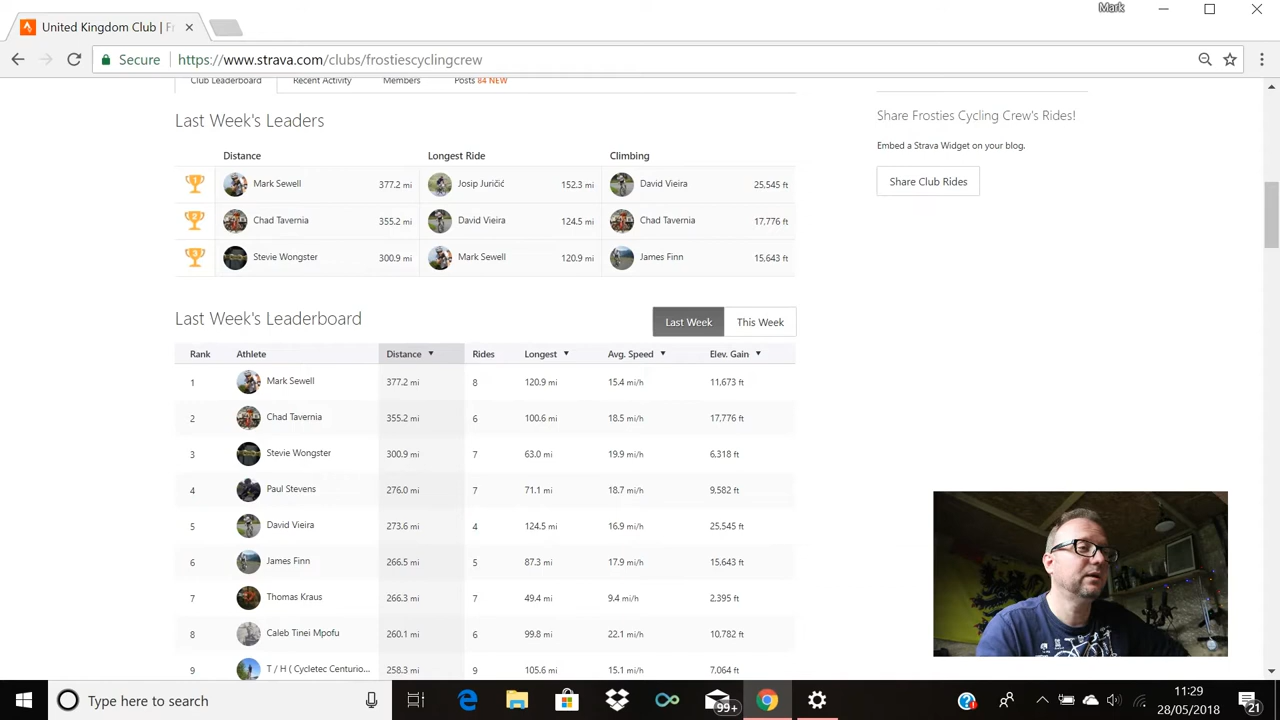 Mark
United Kingdom Club | Fr
Secure https://www.strava.com/clubs/frostiescyclingcrew
Club Leaderboard Recent Activity Members Posts 84 NEW
Last Week's Leaders
Distance Longest Ride Climbing
1 Mark Sewell 377.2 mi Josip Juričić 152.3 mi David Vieira 25,545 ft
2 Chad Tavernia 355.2 mi David Vieira 124.5 mi Chad Tavernia 17,776 ft
3 Stevie Wongster 300.9 mi Mark Sewell 120.9 mi James Finn 15,643 ft
Share Frosties Cycling Crew's Rides!
Embed a Strava Widget on your blog.
Share Club Rides
Last Week's Leaderboard Last Week This Week
Rank Athlete Distance Rides Longest Avg. Speed Elev. Gain
1 Mark Sewell 377.2 mi 8 120.9 mi 15.4 mi/h 11,673 ft
2 Chad Tavernia 355.2 mi 6 100.6 mi 18.5 mi/h 17,776 ft
3 Stevie Wongster 300.9 mi 7 63.0 mi 19.9 mi/h 6,318 ft
4 Paul Stevens 276.0 mi 7 71.1 mi 18.7 mi/h 9,582 ft
5 David Vieira 273.6 mi 4 124.5 mi 16.9 mi/h 25,545 ft
6 James Finn 266.5 mi 5 87.3 mi 17.9 mi/h 15,643 ft
7 Thomas Kraus 266.3 mi 7 49.4 mi 9.4 mi/h 2,395 ft
8 Caleb Tinei Mpofu 260.1 mi 6 99.8 mi 22.1 mi/h 10,782 ft
9 T / H ( Cycletec Centurio... 258.3 mi 9 105.6 mi 15.1 mi/h 7,064 ft
Type here to search 99+ 11:29
28/05/2018 21